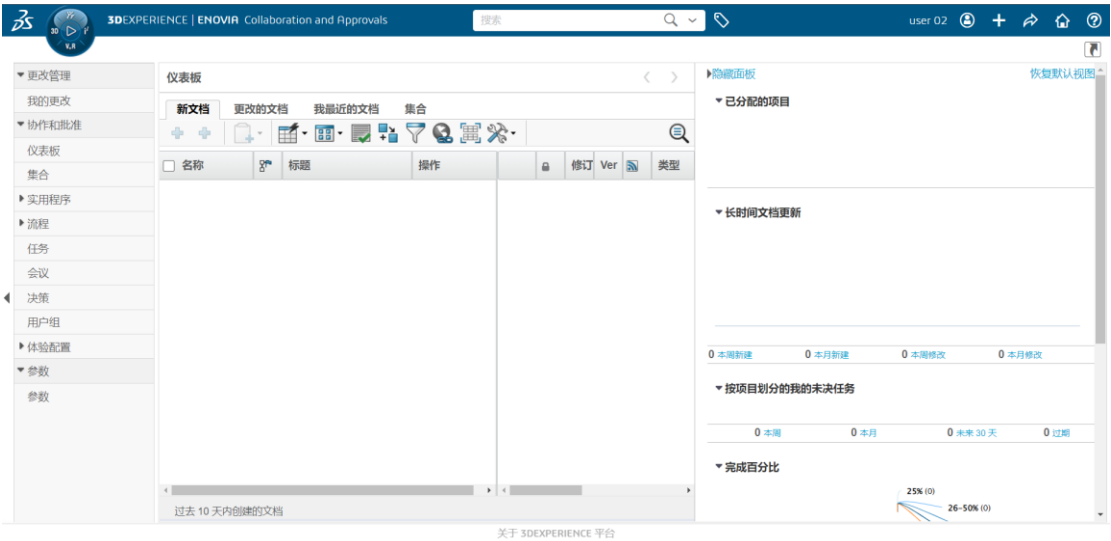 3DEXPERIENCE | ENOVIA Collaboration and Approvals
搜索
user 02
3D
V.R
更改管理
我的更改
协作和批准
仪表板
集合
实用程序
流程
任务
会议
决策
用户组
体验配置
参数
参数
仪表板
新文档 更改的文档 我最近的文档 集合
名称 标题 操作 修订 Ver 类型
过去 10 天内创建的文档
隐藏面板 恢复默认视图
已分配的项目
长时间文档更新
0 本周新建 0 本月新建 0 本周修改 0 本月修改
按项目划分的我的未决任务
0 本周 0 本月 0 未来 30 天 0 过期
完成百分比
25% (0)
26-50% (0)
关于 3DEXPERIENCE 平台